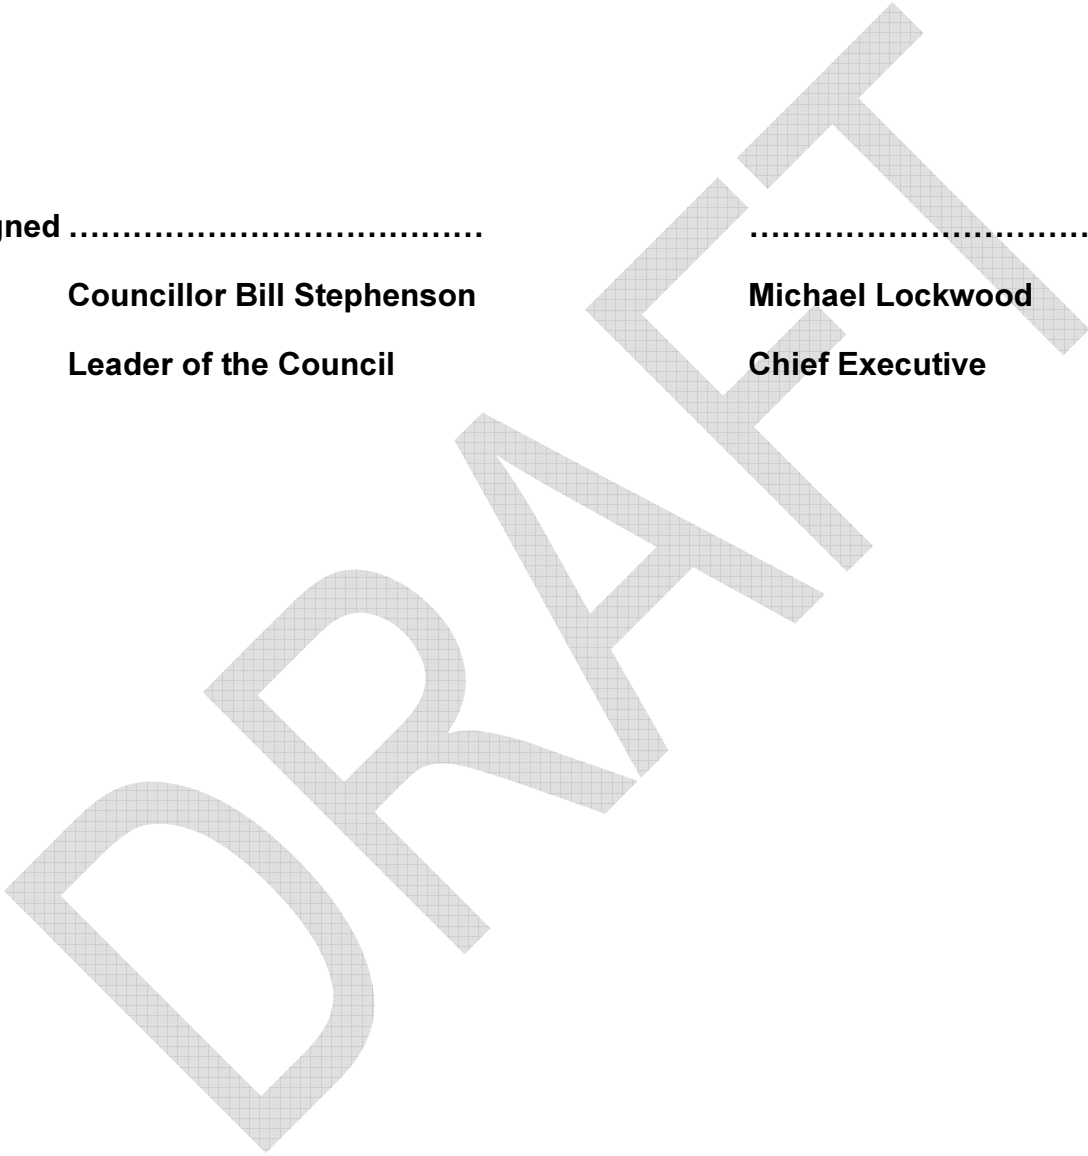 gned ………………………………… ……………………………
Councillor Bill Stephenson Michael Lockwood
Leader of the Council Chief Executive
DRAFT